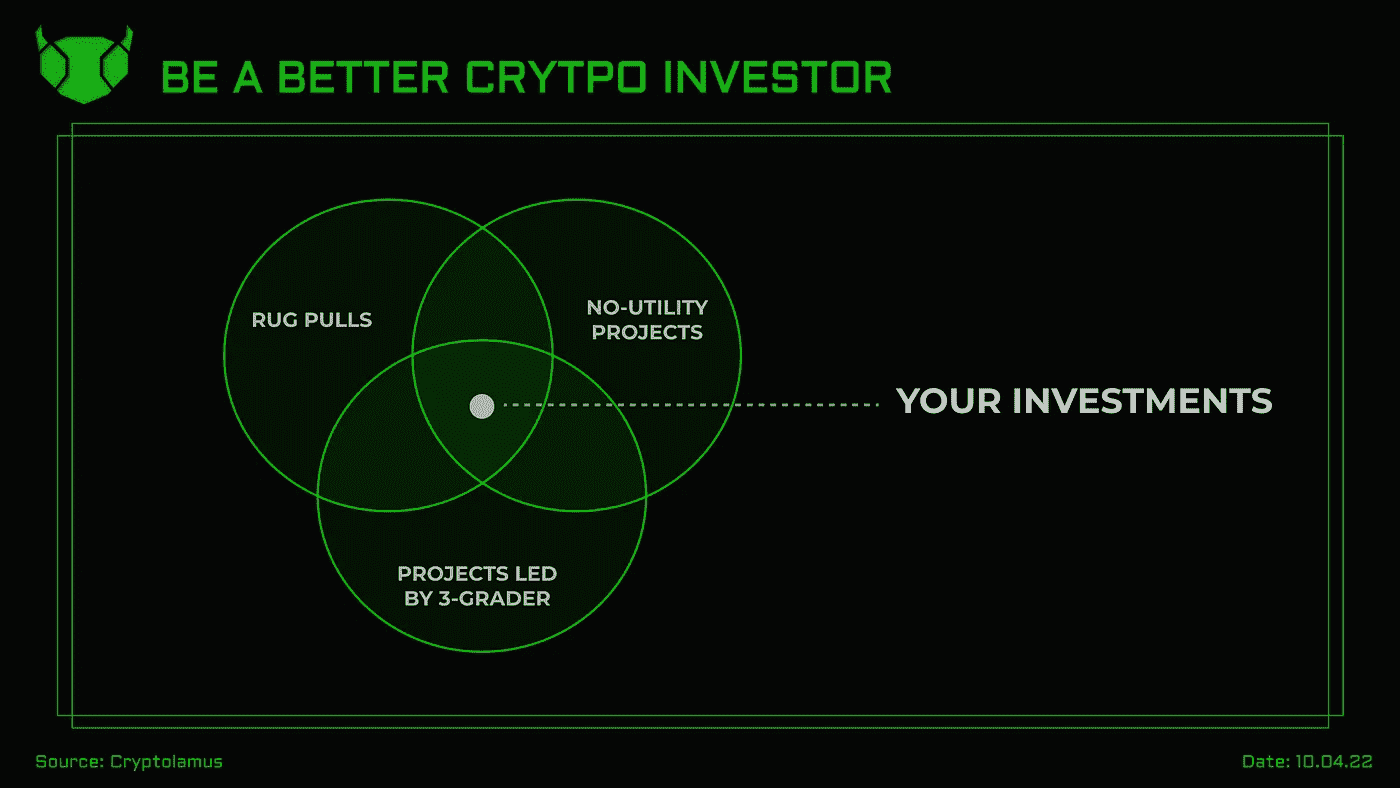 BE A BETTER CRYTPO INVESTOR
RUG PULLS
NO-UTILITY
PROJECTS
YOUR INVESTMENTS
PROJECTS LED
BY 3-GRADER
Source: Cryptolamus
Date: 10.04.22